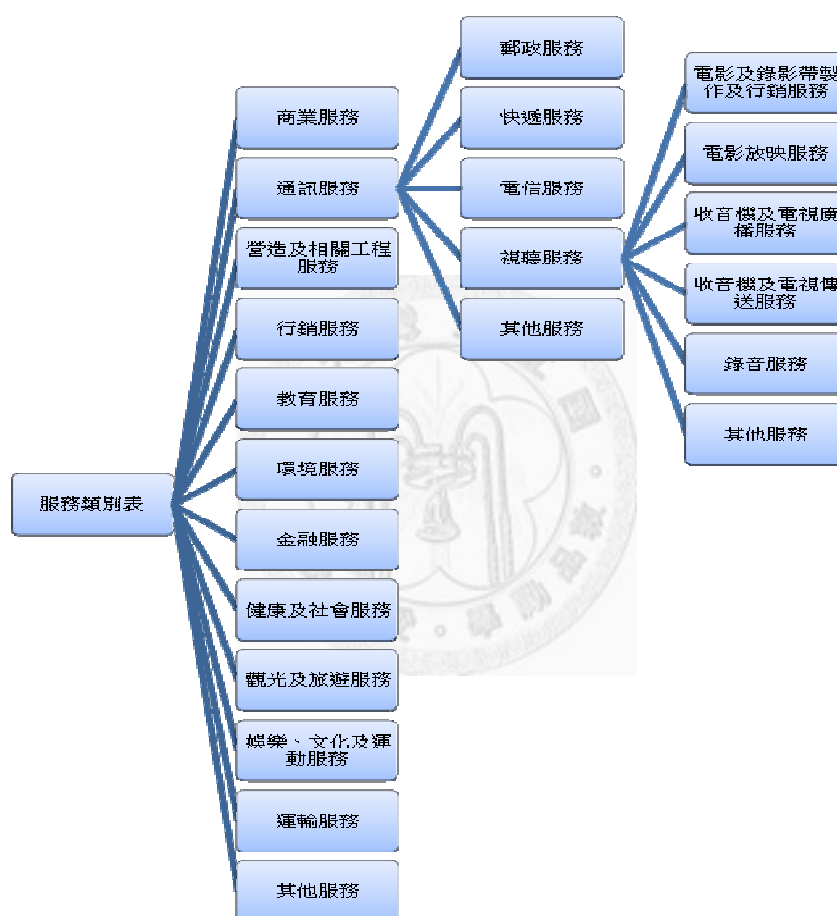 服務類別表
商業服務
通訊服務
營造及相關工程
服務
行銷服務
教育服務
環境服務
金融服務
健康及社會服務
觀光及旅遊服務
娛樂、文化及運
動服務
運輸服務
其他服務
郵政服務
快遞服務
電信服務
視聽服務
其他服務
電影及錄影帶製
作及行銷服務
電影放映服務
收音機及電視廣
播服務
收音機及電視傳
送服務
錄音服務
其他服務